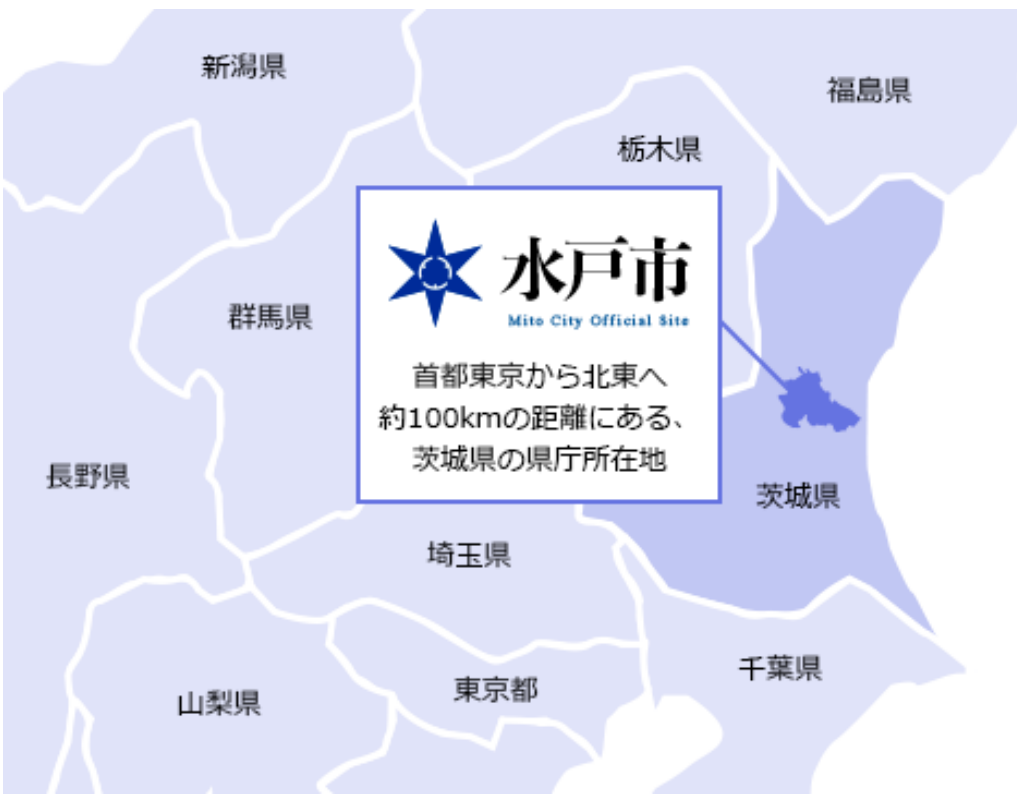 新潟県
福島県
栃木県
水戸市
Mito City Official Site
群馬県
首都東京から北東へ
約100kmの距離にある、
茨城県の県庁所在地
長野県
茨城県
埼玉県
千葉県
東京都
山梨県